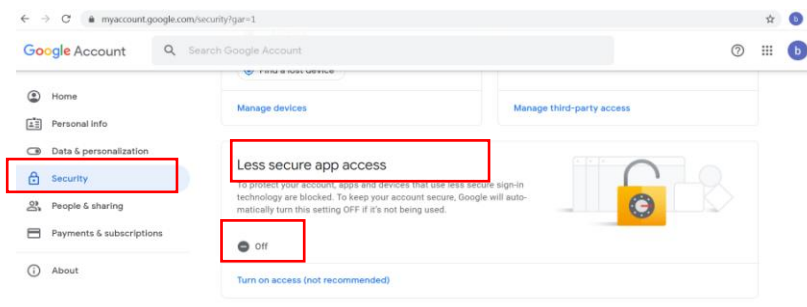 myaccount.google.com/security?gar=1
b
Google Account
Search Google Account
b
Find a lost device
Home
Manage devices
Manage third-party access
Personal info
Data & personalization
Less secure app access
Security
To protect your account, apps and devices that use less secure sign-in
technology are blocked. To keep your account secure, Google will auto-
matically turn this setting OFF if it's not being used.
People & sharing
Payments & subscriptions
Off
About
Turn on access (not recommended)